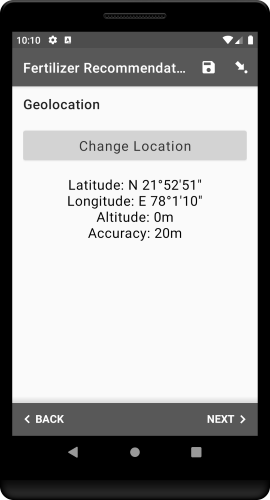 10:10
Fertilizer Recommendat...
Geolocation
Change Location
Latitude: N 21°52'51"
Longitude: E 78°1'10"
Altitude: 0m
Accuracy: 20m
BACK
NEXT